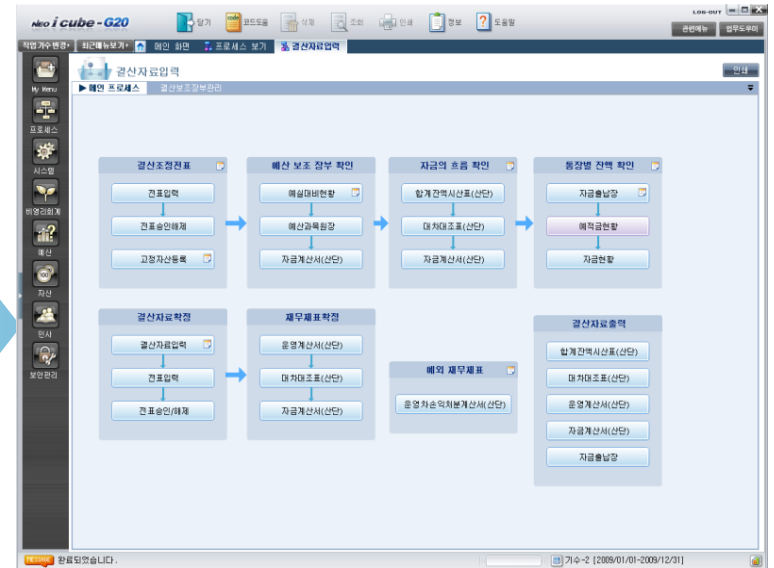 LOG-OUT
NEO i cube - G20
닫기 코드도움 삭제 조회 인쇄 정보 도움말
관련메뉴 업무도우미
작업기수변경 최근메뉴보기 메인 화면 프로세스 보기 결산자료입력
결산자료입력
인쇄
▶메인 프로세스 결산보조장부관리
My Menu
프로세스
시스템
비영리회계
예산
자산
인사
보안관리
결산조정전표
전표입력
전표승인해제
고정자산등록
예산 보조 장부 확인
예실대비현황
예산과목원장
자금계산서(산단)
자금의 흐름 확인
합계잔액시산표(산단)
대차대조표(산단)
자금계산서(산단)
통장별 잔액 확인
자금출납장
예적금현황
자금현황
결산자료확정
결산자료입력
전표입력
전표승인/해제
재무제표확정
운영계산서(산단)
대차대조표(산단)
자금계산서(산단)
예외 재무제표
운영차손익처분계산서(산단)
결산자료출력
합계잔액시산표(산단)
대차대조표(산단)
운영계산서(산단)
자금계산서(산단)
자금출납장
MESSAGE 완료되었습니다.
기수-2 [2009/01/01-2009/12/31]